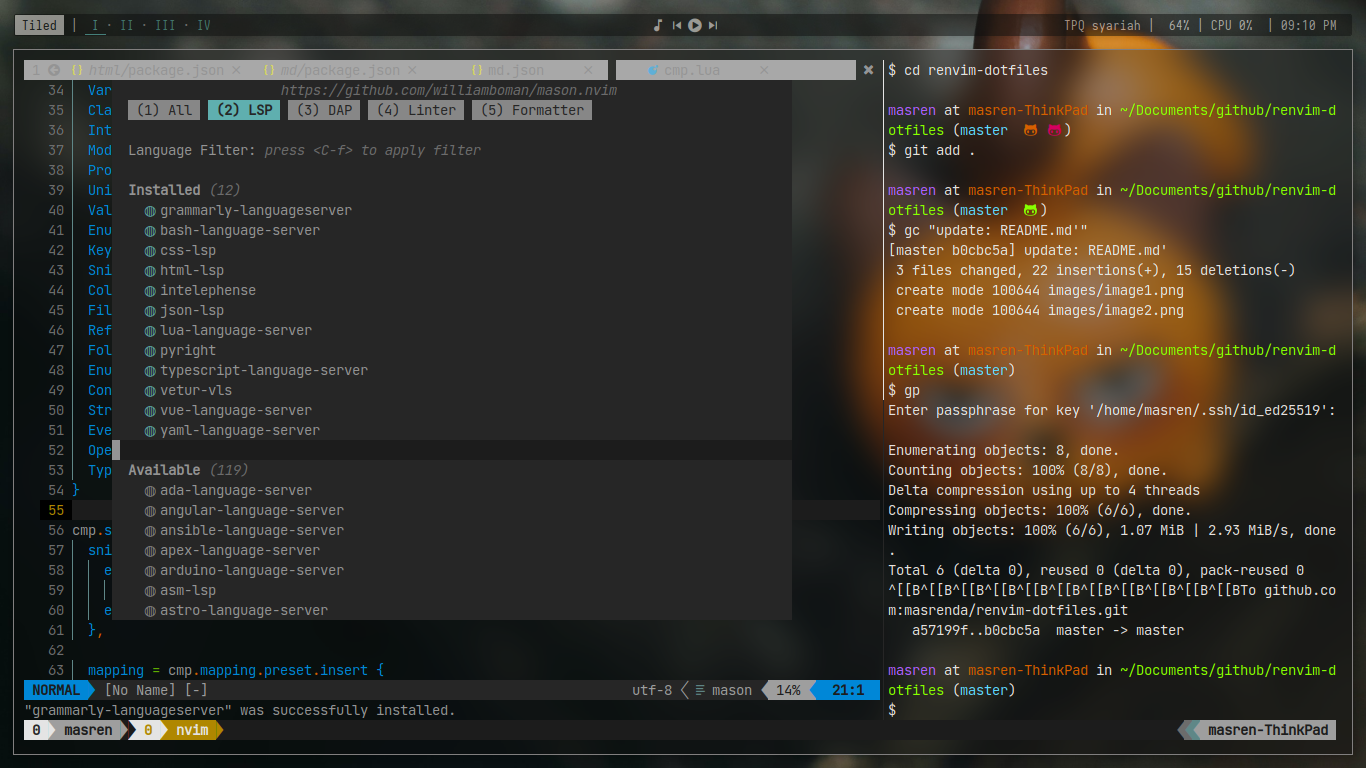 Tiled | I · II · III · IV
TPQ syariah | 64% | CPU 0% | 09:10 PM
1 html/package.json × {} md/package.json × {} md.json × cmp.lua × ✖
34 Var https://github.com/williamboman/mason.nvim
35 Cla (1) All (2) LSP (3) DAP (4) Linter (5) Formatter
36 Int
37 Mod Language Filter: press <C-f> to apply filter
38 Pro
39 Uni Installed (12)
40 Val grammarly-languageserver
41 Enu bash-language-server
42 Key css-lsp
43 Sni html-lsp
44 Col intelephense
45 Fil json-lsp
46 Ref lua-language-server
47 Fol pyright
48 Enu typescript-language-server
49 Con vetur-vls
50 Str vue-language-server
51 Eve yaml-language-server
52 Ope
53 Typ Available (119)
54 } ada-language-server
55 angular-language-server
56 cmp.s ansible-language-server
57 sni apex-language-server
58 e arduino-language-server
59 asm-lsp
60 e astro-language-server
61 },
62
63 mapping = cmp.mapping.preset.insert {
NORMAL [No Name] [-] utf-8 mason 14% 21:1
"grammarly-languageserver" was successfully installed.
$ cd renvim-dotfiles
masren at masren-ThinkPad in ~/Documents/github/renvim-d
otfiles (master )
$ git add .
masren at masren-ThinkPad in ~/Documents/github/renvim-d
otfiles (master )
$ gc "update: README.md'"
[master b0cbc5a] update: README.md'
3 files changed, 22 insertions(+), 15 deletions(-)
create mode 100644 images/image1.png
create mode 100644 images/image2.png
masren at masren-ThinkPad in ~/Documents/github/renvim-d
otfiles (master)
$ gp
Enter passphrase for key '/home/masren/.ssh/id_ed25519':
Enumerating objects: 8, done.
Counting objects: 100% (8/8), done.
Delta compression using up to 4 threads
Compressing objects: 100% (6/6), done.
Writing objects: 100% (6/6), 1.07 MiB | 2.93 MiB/s, done
.
Total 6 (delta 0), reused 0 (delta 0), pack-reused 0
^[[B^[[B^[[B^[[B^[[B^[[B^[[B^[[B^[[B^[[B^[[BTo github.co
m:masrenda/renvim-dotfiles.git
a57199f..b0cbc5a master -> master
masren at masren-ThinkPad in ~/Documents/github/renvim-d
otfiles (master)
$
0 masren 0 nvim masren-ThinkPad